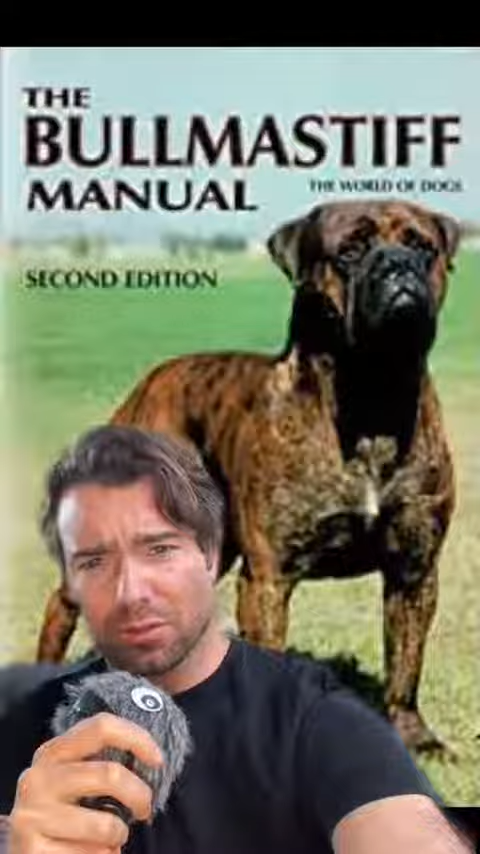 THE
BULLMASTIFF
MANUAL
THE WORLD OF DOGS
SECOND EDITION